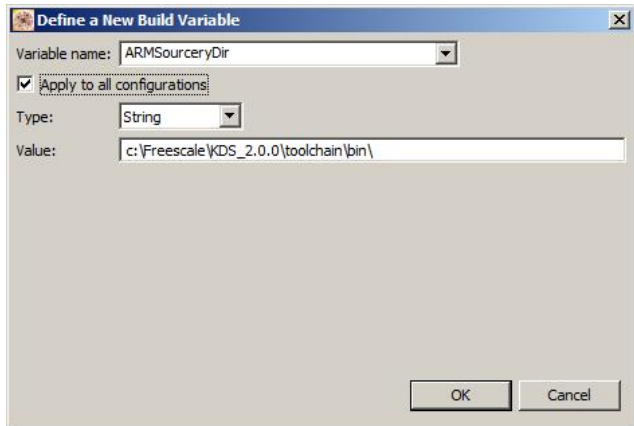 Define a New Build Variable
Variable name: ARMSourceryDir
Apply to all configurations
Type: String
Value: c:\Freescale\KDS_2.0.0\toolchain\bin\
OK Cancel